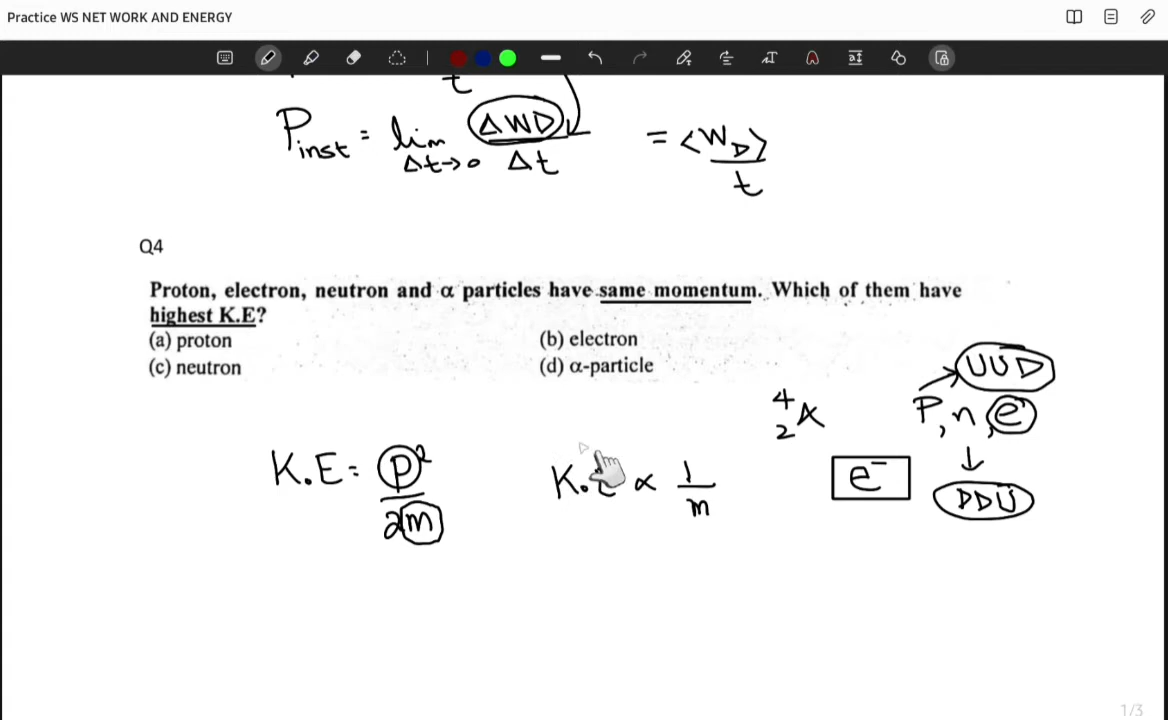 Practice WS NET WORK AND ENERGY
t
P inst = lim Δt→0 ΔWD / Δt = <W_D> / t
Q4
Proton, electron, neutron and α particles have same momentum. Which of them have
highest K.E?
(a) proton (b) electron
(c) neutron (d) α-particle
UUD
4 2 P, n, e
K.E = P² / 2m K.E ∝ 1 / m e⁻ DDU
1/3